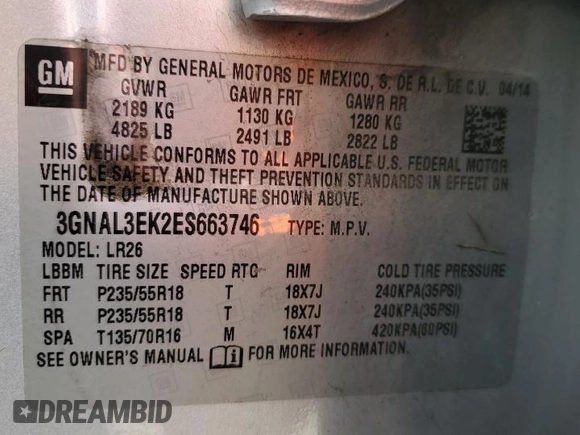 GM MFD BY GENERAL MOTORS DE MEXICO, S. DE R.L. DE C.V. 04/14
GVWR GAWR FRT GAWR RR
2189 KG 1130 KG 1280 KG
4825 LB 2491 LB 2822 LB
THIS VEHICLE CONFORMS TO ALL APPLICABLE U.S. FEDERAL MOTOR
VEHICLE SAFETY AND THEFT PREVENTION STANDARDS IN EFFECT ON
THE DATE OF MANUFACTURE SHOWN ABOVE.
3GNAL3EK2ES663746 TYPE: M.P.V.
MODEL: LR26
LBBM TIRE SIZE SPEED RTG RIM COLD TIRE PRESSURE
FRT P235/55R18 T 18X7J 240KPA(35PSI)
RR P235/55R18 T 18X7J 240KPA(35PSI)
SPA T135/70R16 M 16X4T 420KPA(60PSI)
SEE OWNER'S MANUAL i FOR MORE INFORMATION.
DREAMBID